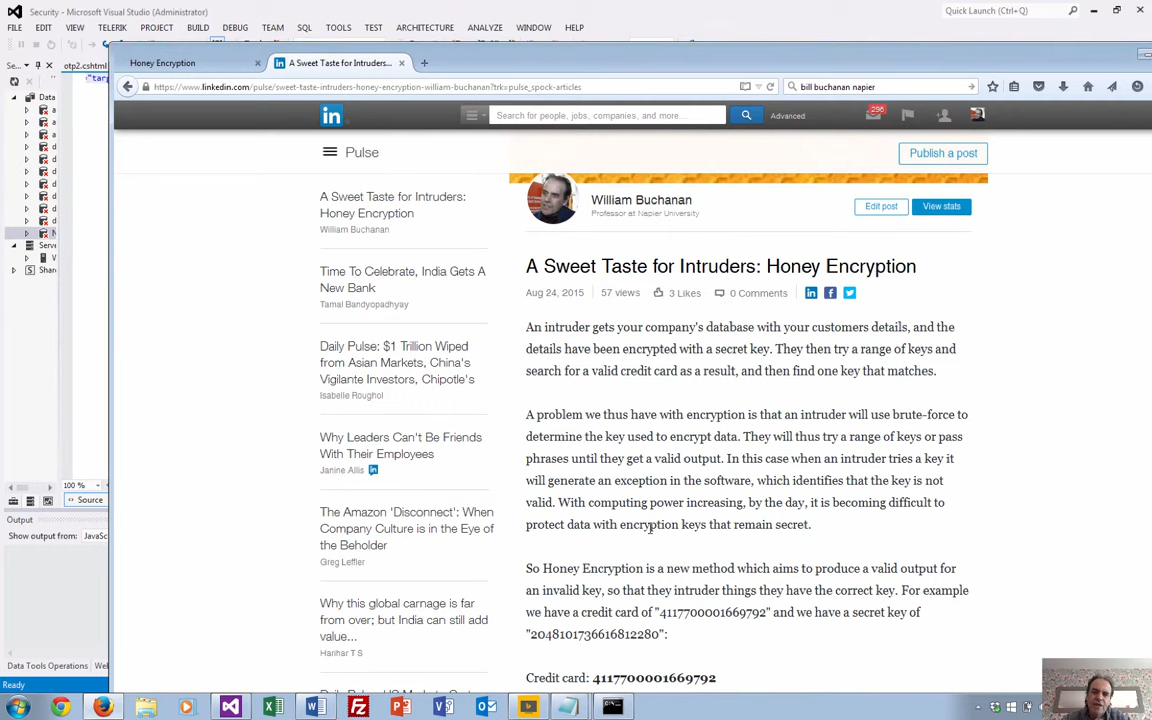 Security - Microsoft Visual Studio (Administrator)
Quick Launch (Ctrl+Q)
FILE EDIT VIEW TELERIK PROJECT BUILD DEBUG TEAM SQL TOOLS TEST ARCHITECTURE ANALYZE WINDOW HELP
otp2.cshtml
Data
Serve
Share
Honey Encryption
A Sweet Taste for Intruders...
https://www.linkedin.com/pulse/sweet-taste-intruders-honey-encryption-william-buchanan?trk=pulse_spock-articles
bill buchanan napier
Search for people, jobs, companies, and more...
Advanced
296
Pulse
Publish a post
A Sweet Taste for Intruders:
Honey Encryption
William Buchanan
Time To Celebrate, India Gets A
New Bank
Tamal Bandyopadhyay
Daily Pulse: $1 Trillion Wiped
from Asian Markets, China's
Vigilante Investors, Chipotle's
Isabelle Roughol
Why Leaders Can't Be Friends
With Their Employees
Janine Allis
The Amazon 'Disconnect': When
Company Culture is in the Eye of
the Beholder
Greg Leffler
Why this global carnage is far
from over; but India can still add
value...
Harihar T S
William Buchanan
Professor at Napier University
Edit post
View stats
A Sweet Taste for Intruders: Honey Encryption
Aug 24, 2015 57 views 3 Likes 0 Comments
An intruder gets your company's database with your customers details, and the
details have been encrypted with a secret key. They then try a range of keys and
search for a valid credit card as a result, and then find one key that matches.
A problem we thus have with encryption is that an intruder will use brute-force to
determine the key used to encrypt data. They will thus try a range of keys or pass
phrases until they get a valid output. In this case when an intruder tries a key it
will generate an exception in the software, which identifies that the key is not
valid. With computing power increasing, by the day, it is becoming difficult to
protect data with encryption keys that remain secret.
So Honey Encryption is a new method which aims to produce a valid output for
an invalid key, so that they intruder things they have the correct key. For example
we have a credit card of "4117700001669792" and we have a secret key of
"2048101736616812280":
Credit card: 4117700001669792
100 %
Source
Output
Show output from: JavaSc
Data Tools Operations
Ready